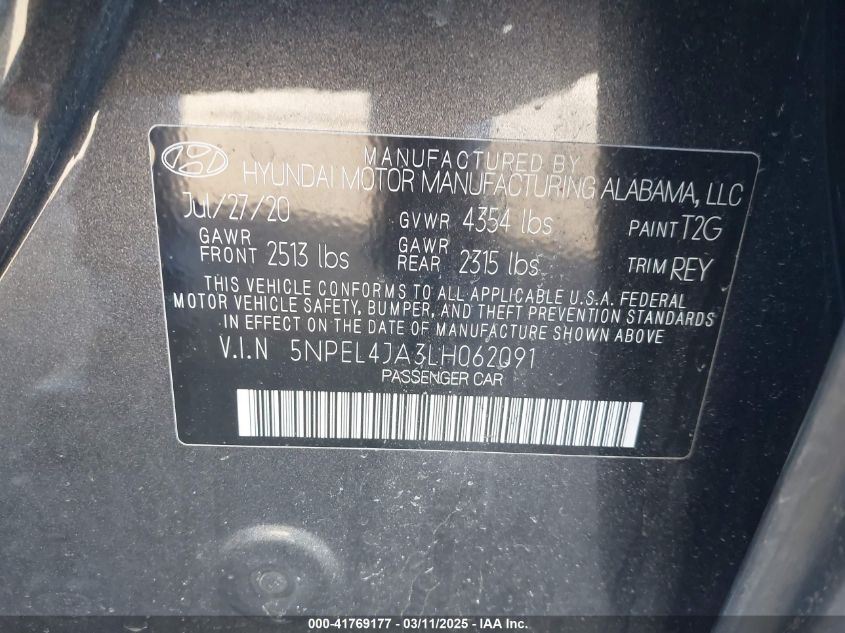 MANUFACTURED BY
HYUNDAI MOTOR MANUFACTURING ALABAMA, LLC
Jul/27/20 GVWR 4354 lbs PAINT T2G
GAWR FRONT 2513 lbs GAWR REAR 2315 lbs TRIM REY
THIS VEHICLE CONFORMS TO ALL APPLICABLE U.S.A. FEDERAL
MOTOR VEHICLE SAFETY, BUMPER, AND THEFT PREVENTION STANDARDS
IN EFFECT ON THE DATE OF MANUFACTURE SHOWN ABOVE
V.I.N 5NPEL4JA3LH062091
PASSENGER CAR
000-41769177 - 03/11/2025 - IAA Inc.